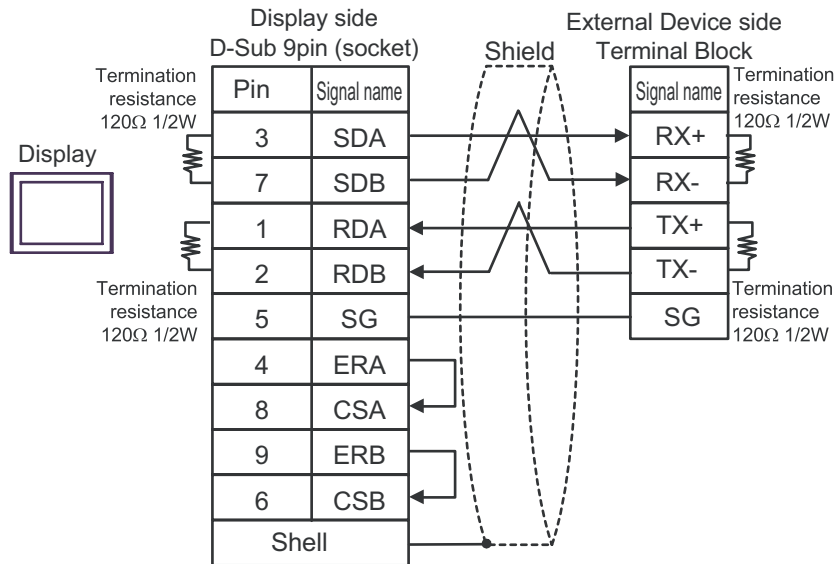 Display side
D-Sub 9pin (socket)
Shield
External Device side
Terminal Block
Termination
resistance
120Ω 1/2W
Pin
Signal name
Signal name
Termination
resistance
120Ω 1/2W
Display
3
SDA
RX+
7
SDB
RX-
1
RDA
TX+
2
RDB
TX-
Termination
resistance
120Ω 1/2W
5
SG
SG
Termination
resistance
120Ω 1/2W
4
ERA
8
CSA
9
ERB
6
CSB
Shell